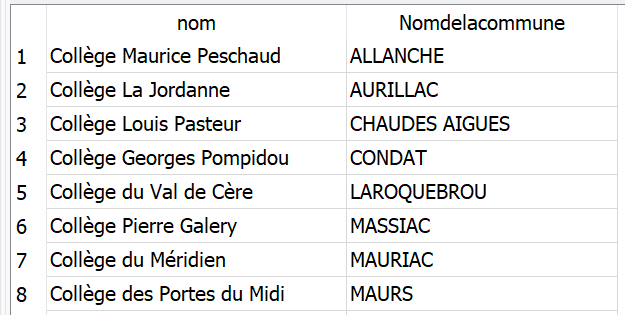 nom Nomdelacommune
1 Collège Maurice Peschaud ALLANCHE
2 Collège La Jordanne AURILLAC
3 Collège Louis Pasteur CHAUDES AIGUES
4 Collège Georges Pompidou CONDAT
5 Collège du Val de Cère LAROQUEBROU
6 Collège Pierre Galery MASSIAC
7 Collège du Méridien MAURIAC
8 Collège des Portes du Midi MAURS